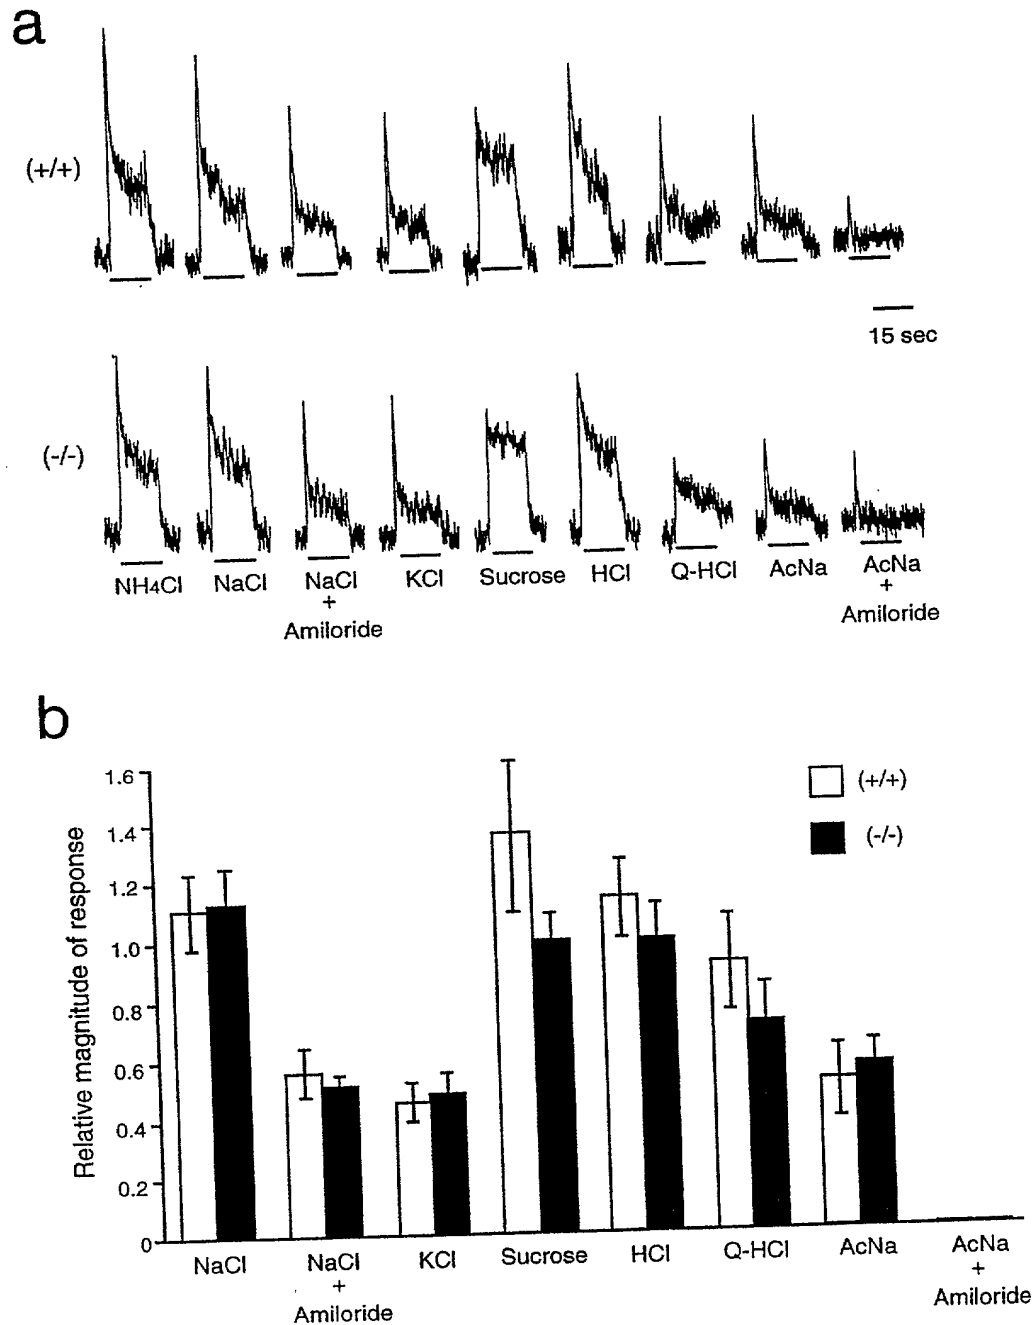 a
(+/+)
15 sec
(-/-)
NH4Cl
NaCl
NaCl
+
Amiloride
KCl
Sucrose
HCl
Q-HCl
AcNa
AcNa
+
Amiloride
b
Relative magnitude of response
1.6
1.4
1.2
1.0
0.8
0.6
0.4
0.2
0
(+/+)
(-/-)
NaCl
NaCl
+
Amiloride
KCl
Sucrose
HCl
Q-HCl
AcNa
AcNa
+
Amiloride